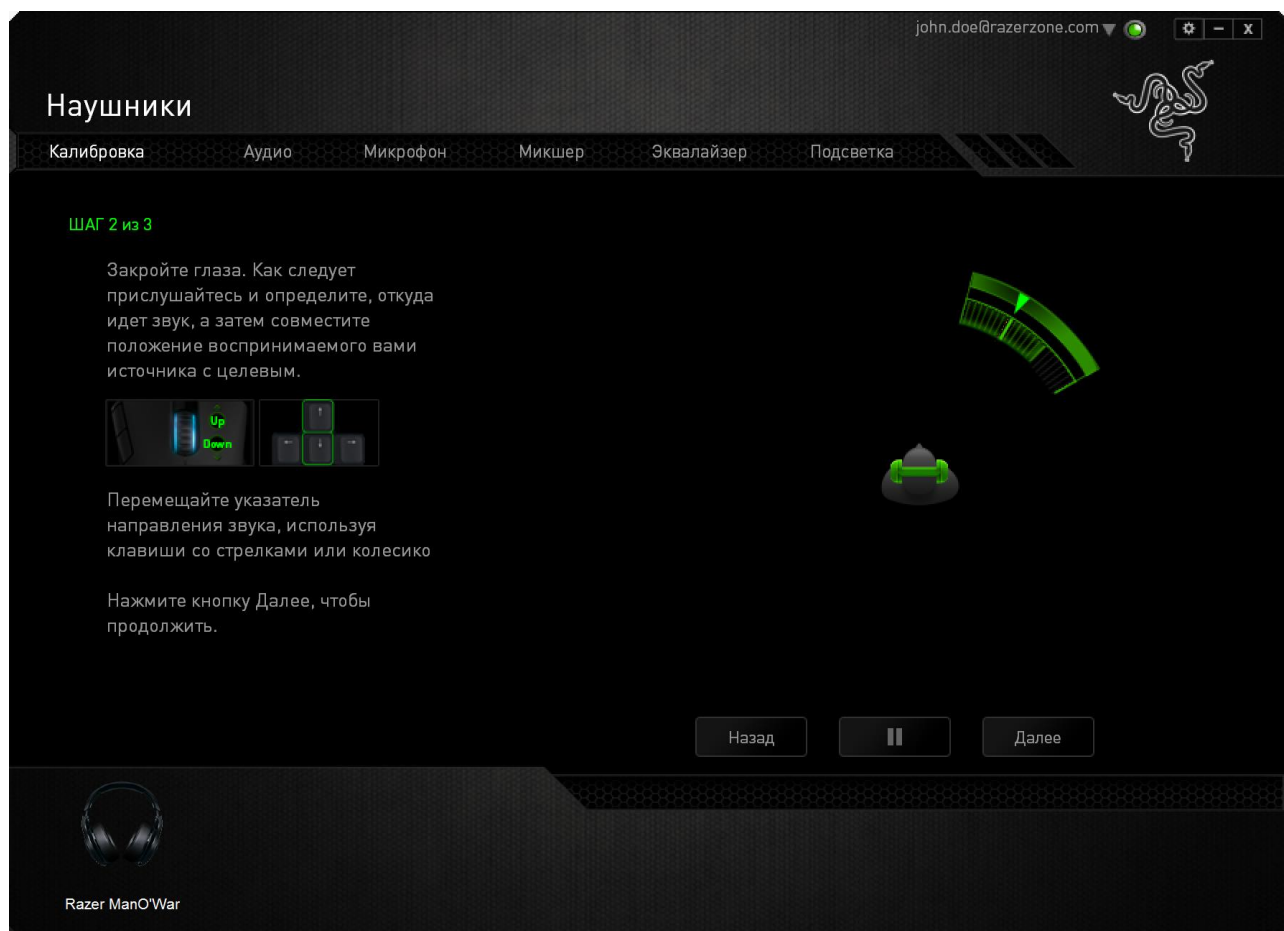 john.doe@razerzone.com
X
Наушники
Калибровка Аудио Микрофон Микшер Эквалайзер Подсветка
ШАГ 2 из 3
Закройте глаза. Как следует
прислушайтесь и определите, откуда
идет звук, а затем совместите
положение воспринимаемого вами
источника с целевым.
Up
Down
Перемещайте указатель
направления звука, используя
клавиши со стрелками или колесико
Нажмите кнопку Далее, чтобы
продолжить.
Назад Далее
Razer ManO'War